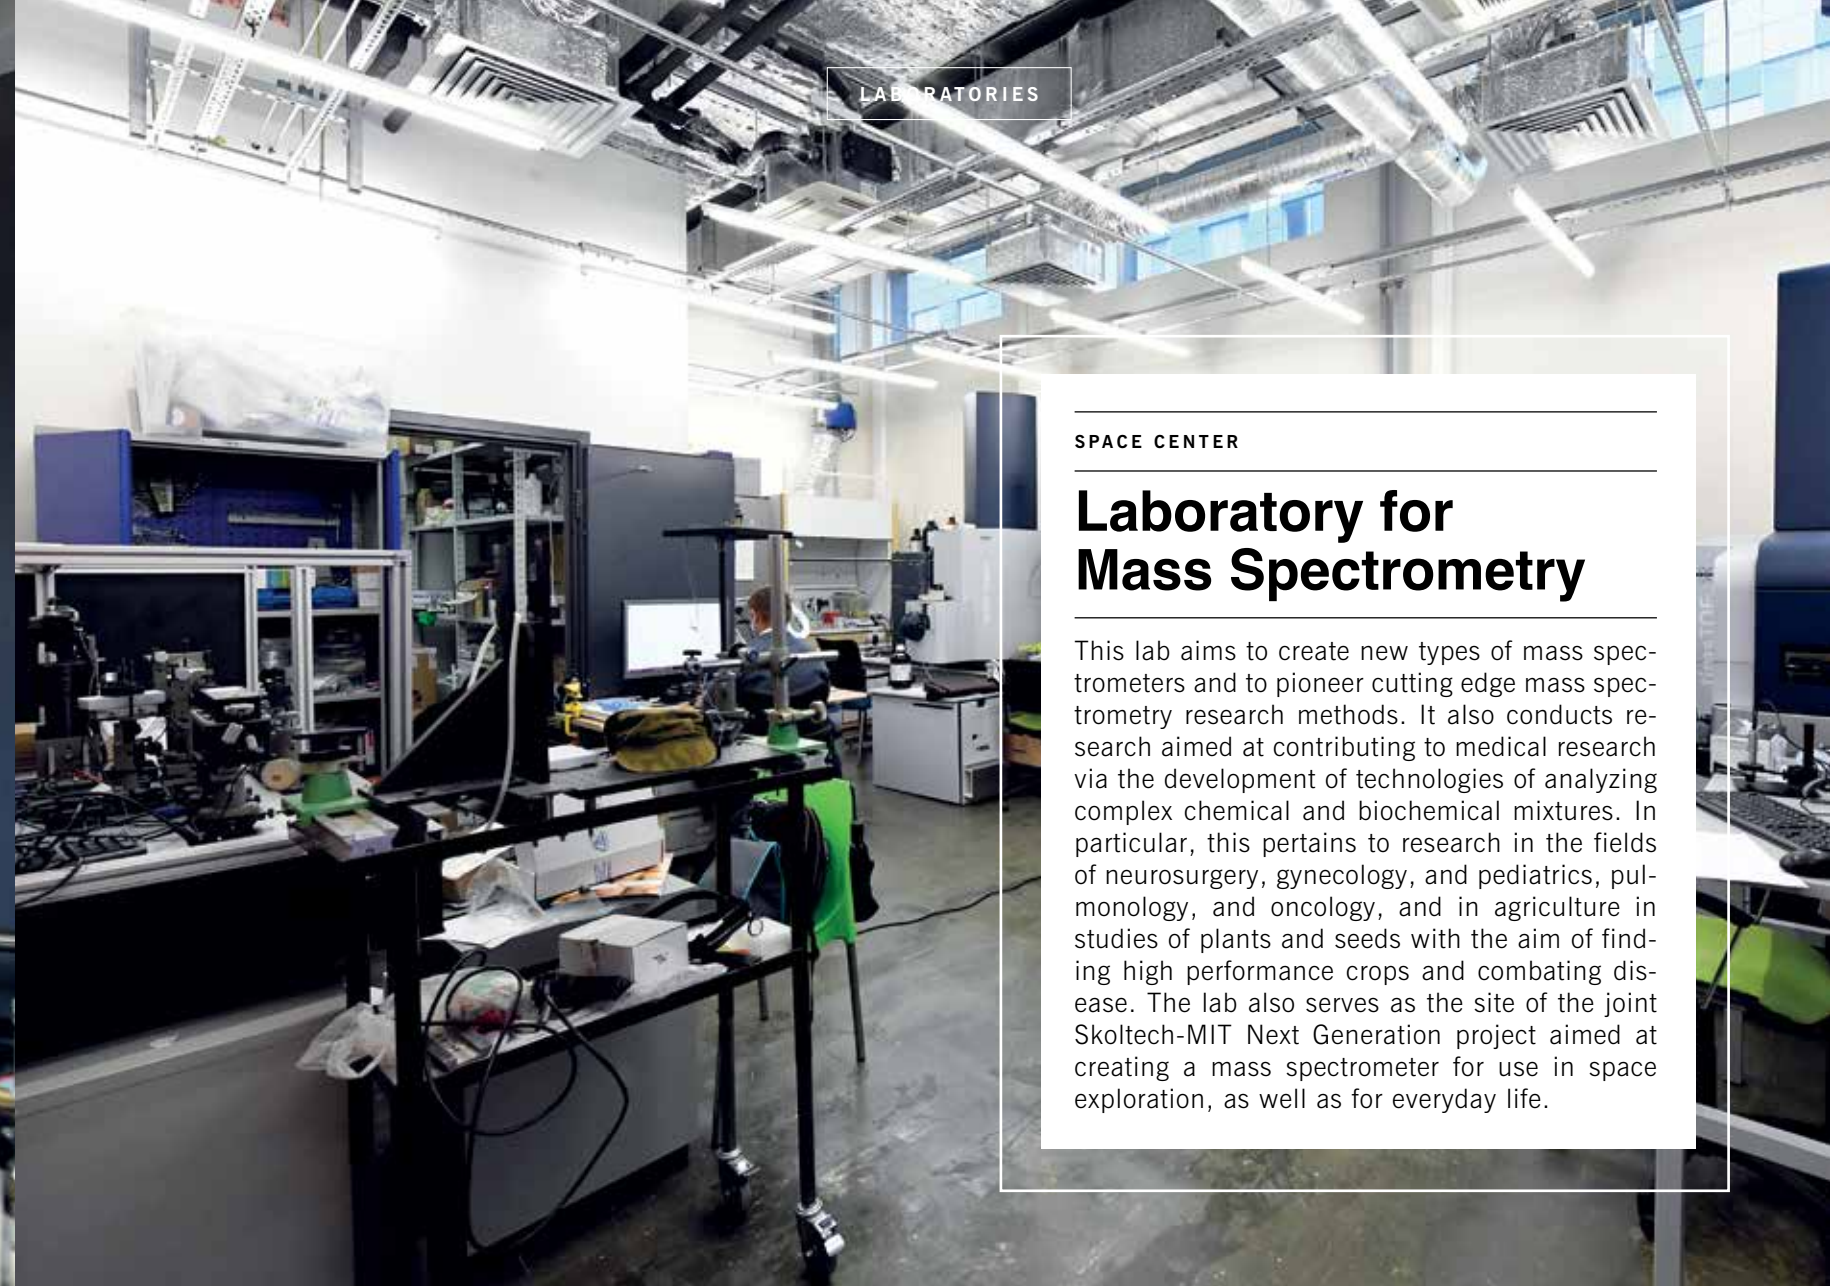 LABORATORIES
SPACE CENTER
Laboratory for
Mass Spectrometry
This lab aims to create new types of mass spec-
trometers and to pioneer cutting edge mass spec-
trometry research methods. It also conducts re-
search aimed at contributing to medical research
via the development of technologies of analyzing
complex chemical and biochemical mixtures. In
particular, this pertains to research in the fields
of neurosurgery, gynecology, and pediatrics, pul-
monology, and oncology, and in agriculture in
studies of plants and seeds with the aim of find-
ing high performance crops and combating dis-
ease. The lab also serves as the site of the joint
Skoltech-MIT Next Generation project aimed at
creating a mass spectrometer for use in space
exploration, as well as for everyday life.